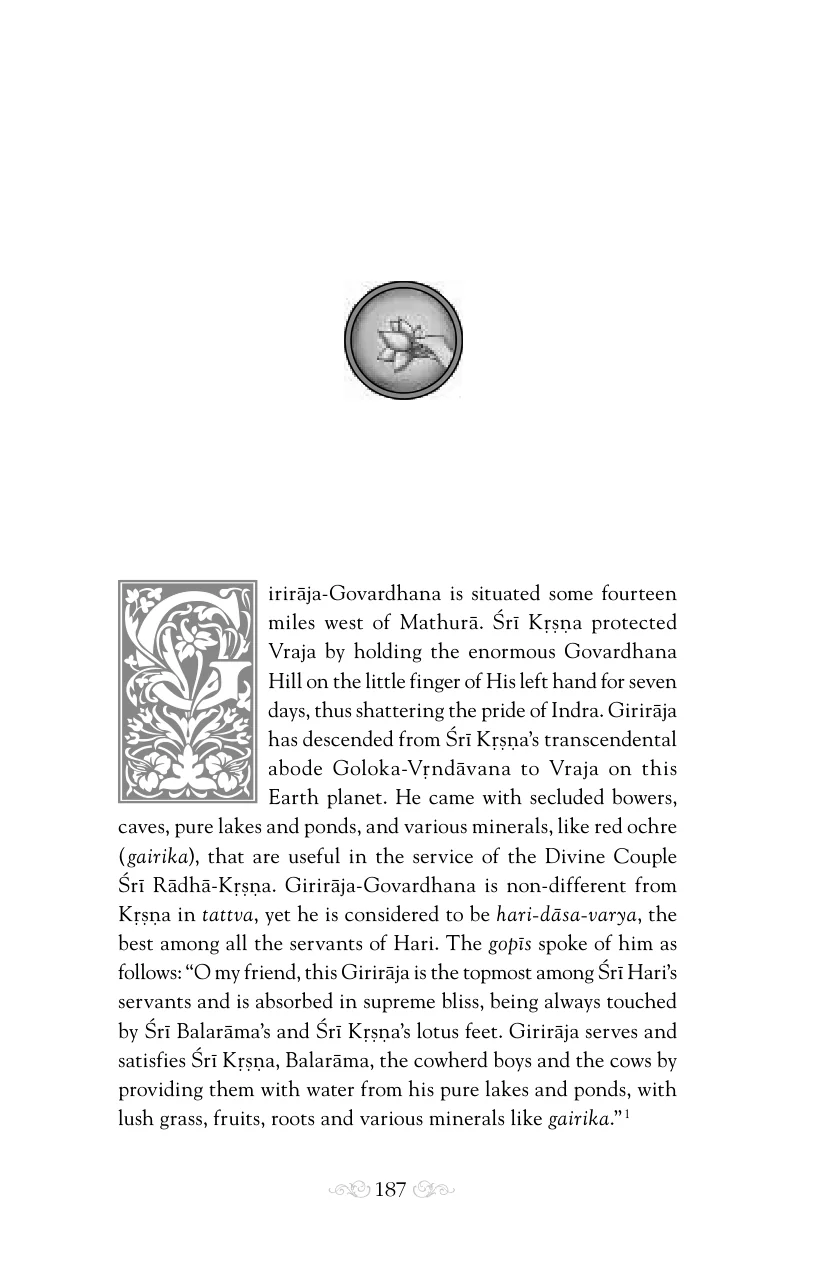 Girirāja-Govardhana is situated some fourteen
miles west of Mathurā. Śrī Kṛṣṇa protected
Vraja by holding the enormous Govardhana
Hill on the little finger of His left hand for seven
days, thus shattering the pride of Indra. Girirāja
has descended from Śrī Kṛṣṇa’s transcendental
abode Goloka-Vṛndāvana to Vraja on this
Earth planet. He came with secluded bowers,
caves, pure lakes and ponds, and various minerals, like red ochre
(gairika), that are useful in the service of the Divine Couple
Śrī Rādhā-Kṛṣṇa. Girirāja-Govardhana is non-different from
Kṛṣṇa in tattva, yet he is considered to be hari-dāsa-varya, the
best among all the servants of Hari. The gopīs spoke of him as
follows: “O my friend, this Girirāja is the topmost among Śrī Hari’s
servants and is absorbed in supreme bliss, being always touched
by Śrī Balarāma’s and Śrī Kṛṣṇa’s lotus feet. Girirāja serves and
satisfies Śrī Kṛṣṇa, Balarāma, the cowherd boys and the cows by
providing them with water from his pure lakes and ponds, with
lush grass, fruits, roots and various minerals like gairika.” 1
187